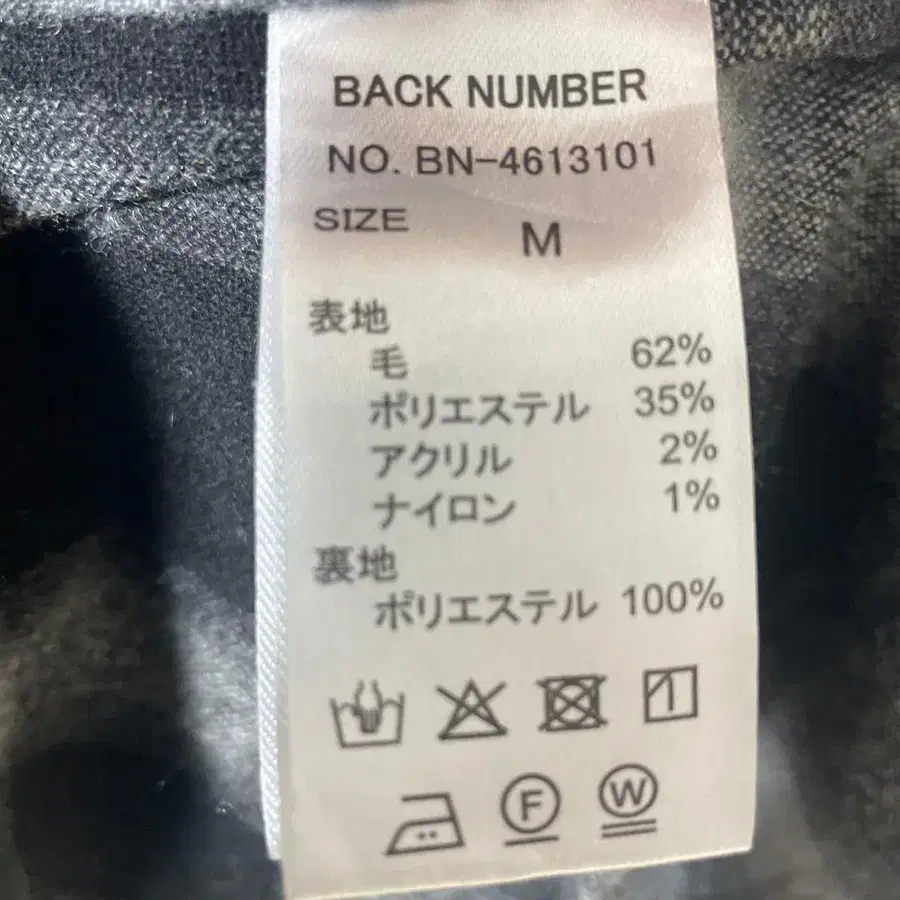 BACK NUMBER
NO. BN-4613101
SIZE M
表地
毛 62%
ポリエステル 35%
アクリル 2%
ナイロン 1%
裏地
ポリエステル 100%
F W